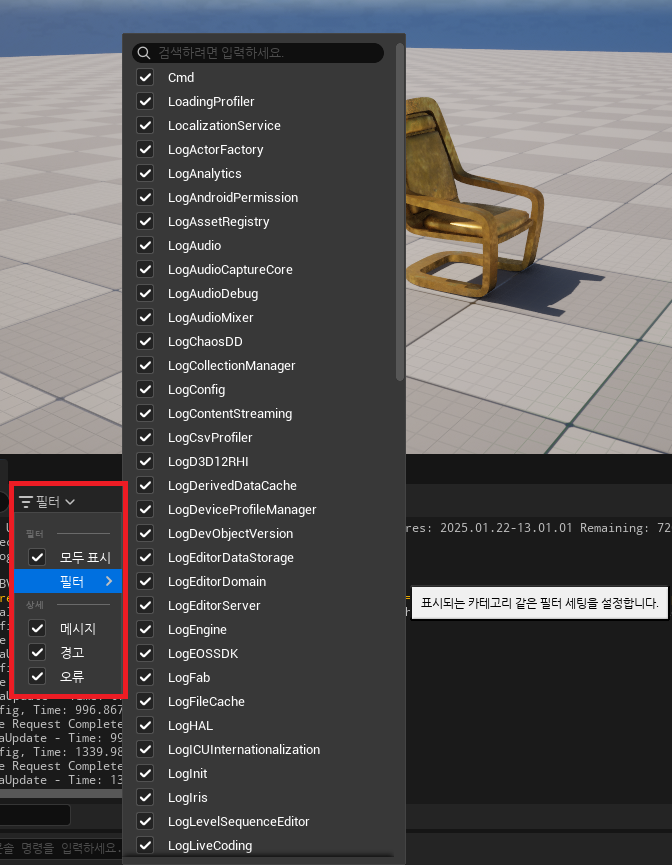 검색하려면 입력하세요.
Cmd
LoadingProfiler
LocalizationService
LogActorFactory
LogAnalytics
LogAndroidPermission
LogAssetRegistry
LogAudio
LogAudioCaptureCore
LogAudioDebug
LogAudioMixer
LogChaosDD
LogCollectionManager
LogConfig
LogContentStreaming
LogCsvProfiler
LogD3D12RHI
LogDerivedDataCache
LogDeviceProfileManager
LogDevObjectVersion
LogEditorDataStorage
LogEditorDomain
LogEditorServer
LogEngine
LogEOSSDK
LogFab
LogFileCache
LogHAL
LogICUInternationalization
LogInit
LogIris
LogLevelSequenceEditor
LogLiveCoding
필터
필터
모두 표시
필터
상세
메시지
경고
오류
res: 2025.01.22-13.01.01 Remaining: 72
표시되는 카테고리 같은 필터 세팅을 설정합니다.
fig, Time: 996.867
e Request Complete
aUpdate - Time: 99
fig, Time: 1339.98
e Request Complete
aUpdate - Time: 13
명령을 입력하세요.